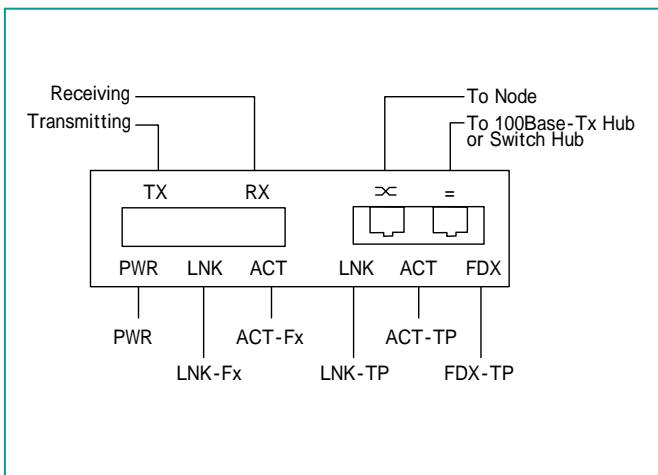 Receiving
Transmitting
To Node
To 100Base-Tx Hub
or Switch Hub
TX RX =
PWR LNK ACT LNK ACT FDX
PWR ACT-Fx ACT-TP
LNK-Fx LNK-TP FDX-TP